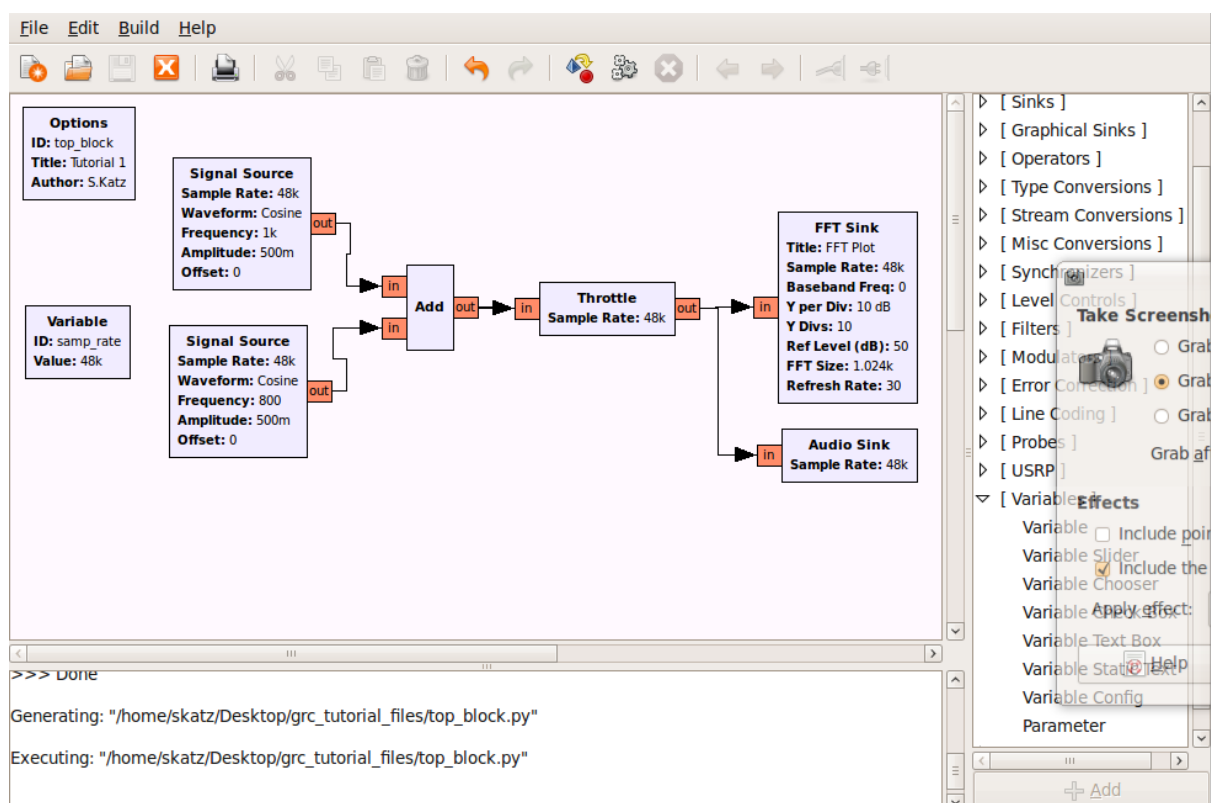 File Edit Build Help
Options
ID: top_block
Title: Tutorial 1
Author: S.Katz
Signal Source
Sample Rate: 48k
Waveform: Cosine
Frequency: 1k
Amplitude: 500m
Offset: 0
out
Variable
ID: samp_rate
Value: 48k
Signal Source
Sample Rate: 48k
Waveform: Cosine
Frequency: 800
Amplitude: 500m
Offset: 0
out
in
in
Add
out
in
Throttle
Sample Rate: 48k
out
in
FFT Sink
Title: FFT Plot
Sample Rate: 48k
Baseband Freq: 0
Y per Div: 10 dB
Y Divs: 10
Ref Level (dB): 50
FFT Size: 1.024k
Refresh Rate: 30
in
Audio Sink
Sample Rate: 48k
[ Sinks ]
[ Graphical Sinks ]
[ Operators ]
[ Type Conversions ]
[ Stream Conversions ]
[ Misc Conversions ]
[ Synchronizers ]
[ Level Controls ]
[ Filters ]
[ Modulat
[ Error Correction ]
[ Line Coding ]
[ Probes ]
[ USRP ]
[ Variables ]
Variable
Variable Slider
Variable Chooser
Variable Check Box
Variable Text Box
Variable Static Text
Variable Config
Parameter
Add
Take Screensh
Grab
Grab
Grab
Grab af
Effects
Include poin
Include the
Apply effect:
Help
>>> Done
Generating: "/home/skatz/Desktop/grc_tutorial_files/top_block.py"
Executing: "/home/skatz/Desktop/grc_tutorial_files/top_block.py"